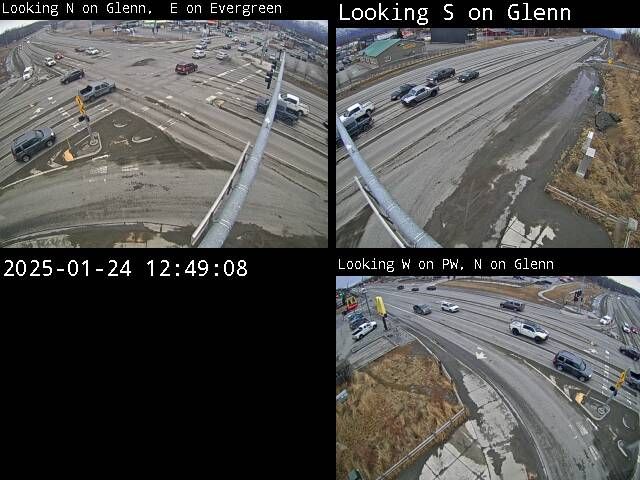 Looking N on Glenn,  E on Evergreen
Looking S on Glenn
2025-01-24 12:49:08
Looking W on PW, N on Glenn